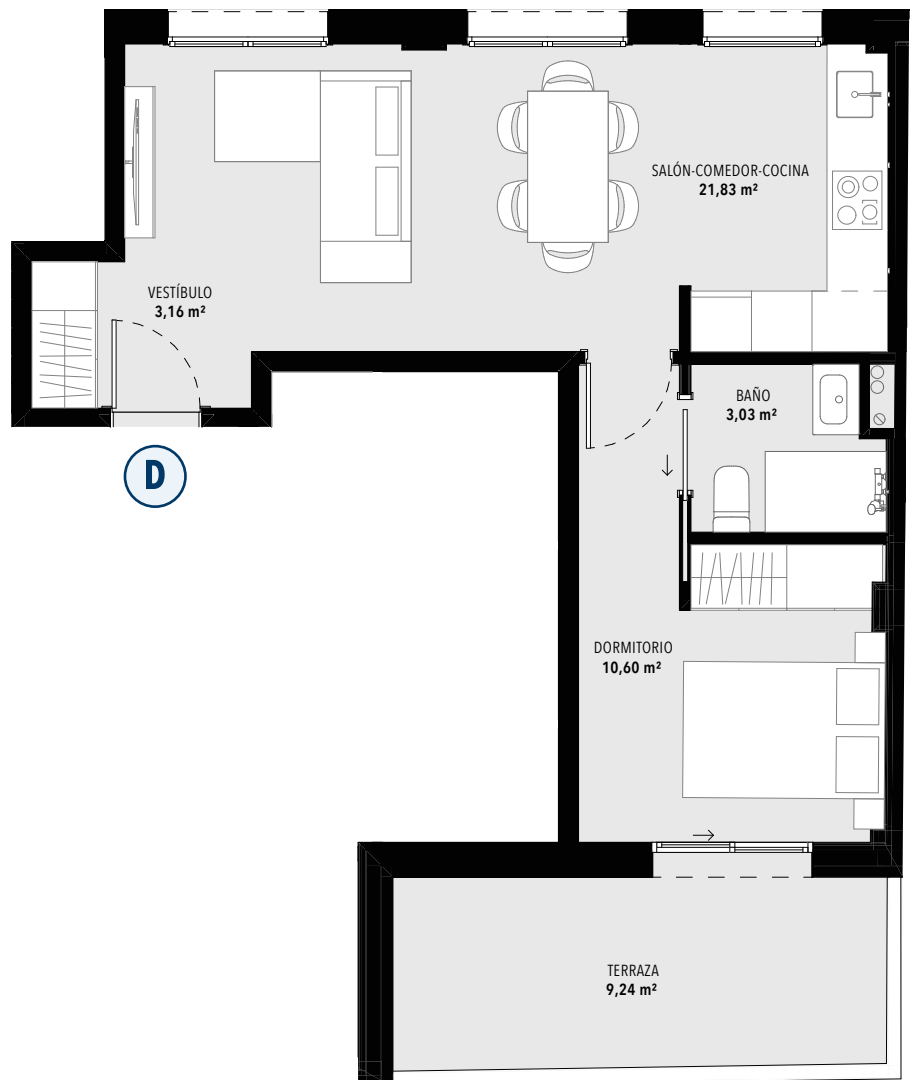 SALÓN-COMEDOR-COCINA
21,83 m²
VESTÍBULO
3,16 m²
BAÑO
3,03 m²
D
DORMITORIO
10,60 m²
TERRAZA
9,24 m²